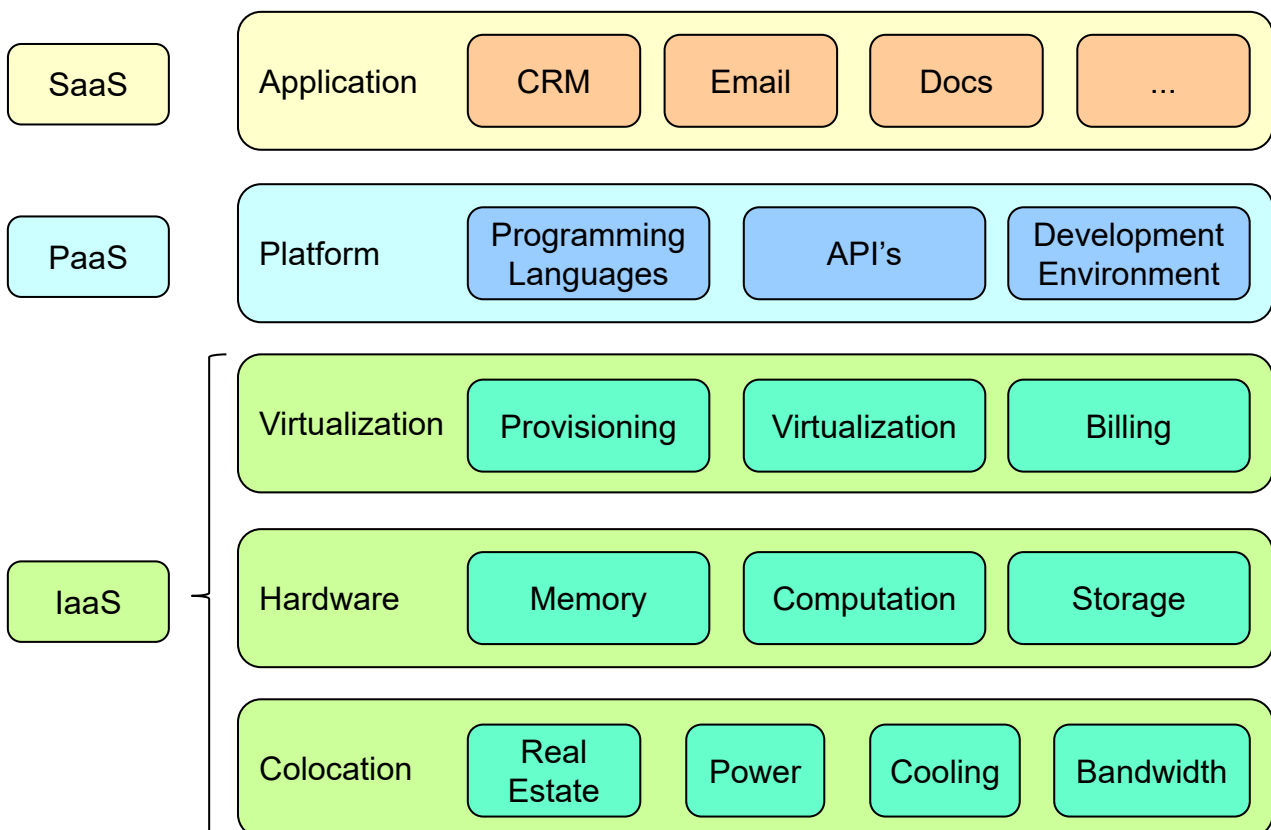 SaaS
Application
CRM
Email
Docs
...
PaaS
Platform
Programming
Languages
API’s
Development
Environment
Virtualization
Provisioning
Virtualization
Billing
IaaS
Hardware
Memory
Computation
Storage
Colocation
Real
Estate
Power
Cooling
Bandwidth